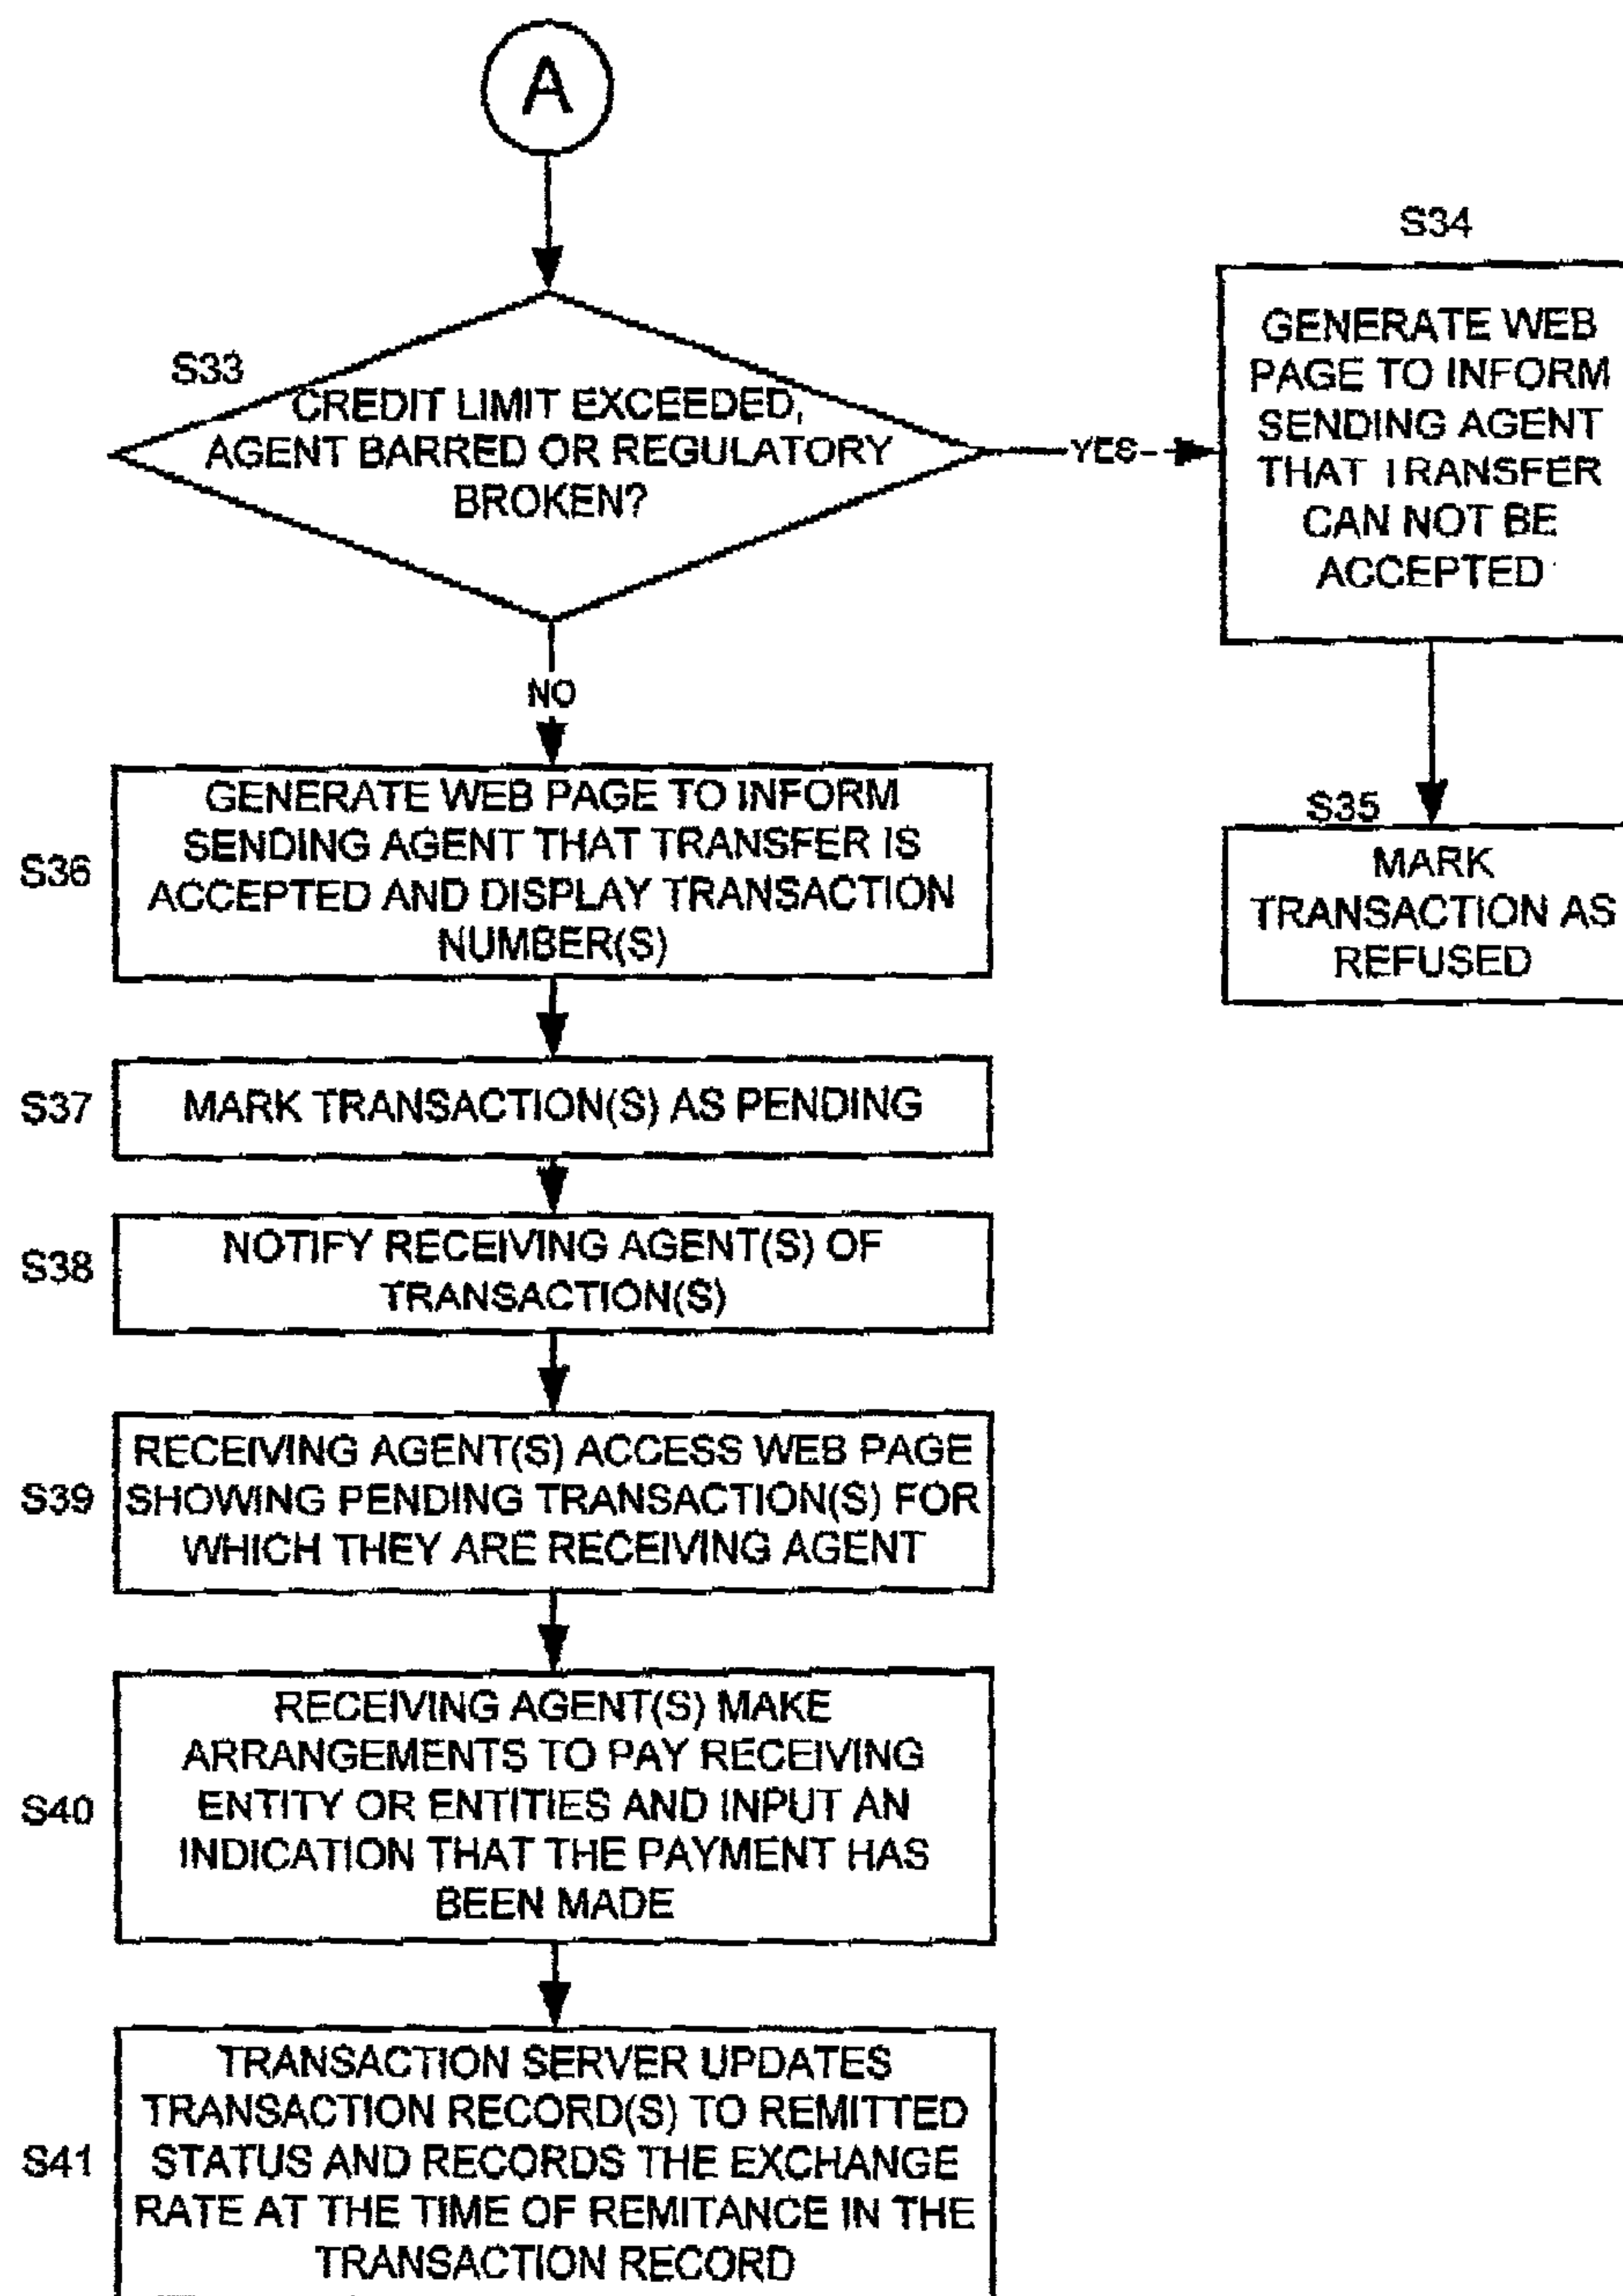 A
S33
CREDIT LIMIT EXCEEDED,
AGENT BARRED OR REGULATORY
BROKEN?
YES
NO
S34
GENERATE WEB
PAGE TO INFORM
SENDING AGENT
THAT TRANSFER
CAN NOT BE
ACCEPTED
S35
MARK
TRANSACTION AS
REFUSED
S36
GENERATE WEB PAGE TO INFORM
SENDING AGENT THAT TRANSFER IS
ACCEPTED AND DISPLAY TRANSACTION
NUMBER(S)
S37
MARK TRANSACTION(S) AS PENDING
S38
NOTIFY RECEIVING AGENT(S) OF
TRANSACTION(S)
S39
RECEIVING AGENT(S) ACCESS WEB PAGE
SHOWING PENDING TRANSACTION(S) FOR
WHICH THEY ARE RECEIVING AGENT
S40
RECEIVING AGENT(S) MAKE
ARRANGEMENTS TO PAY RECEIVING
ENTITY OR ENTITIES AND INPUT AN
INDICATION THAT THE PAYMENT HAS
BEEN MADE
S41
TRANSACTION SERVER UPDATES
TRANSACTION RECORD(S) TO REMITTED
STATUS AND RECORDS THE EXCHANGE
RATE AT THE TIME OF REMITANCE IN THE
TRANSACTION RECORD